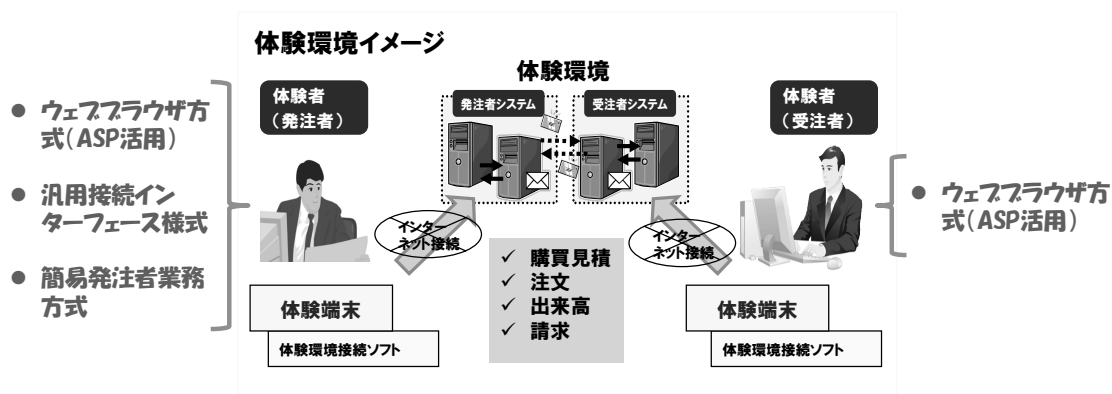 体験環境イメージ
体験環境
体験者
（発注者）
発注者システム
受注者システム
体験者
（受注者）
● ウェブブラウザ方
式（ASP活用）
● 汎用接続イン
ターフェース様式
● 簡易発注者業務
方式
● ウェブブラウザ方
式（ASP活用）
インター
ネット接続
インター
ネット接続
✓ 購買見積
✓ 注文
✓ 出来高
✓ 請求
体験端末
体験環境接続ソフト
体験端末
体験環境接続ソフト